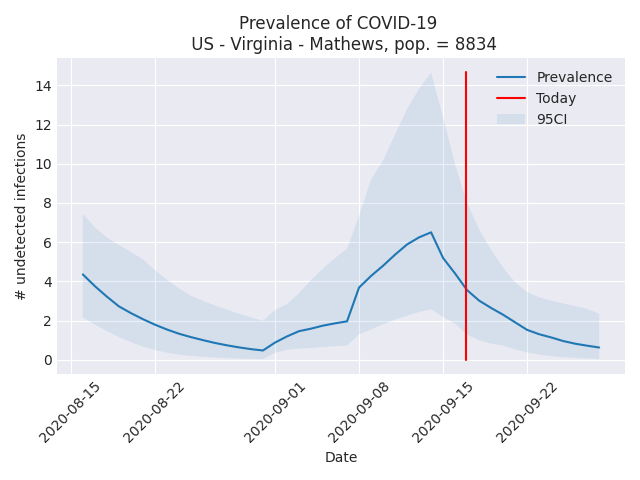 Prevalence of COVID-19
US - Virginia - Mathews, pop. = 8834
# undetected infections
14
12
10
8
6
4
2
0
Prevalence
Today
95CI
2020-08-15
2020-08-22
2020-09-01
2020-09-08
2020-09-15
2020-09-22
Date